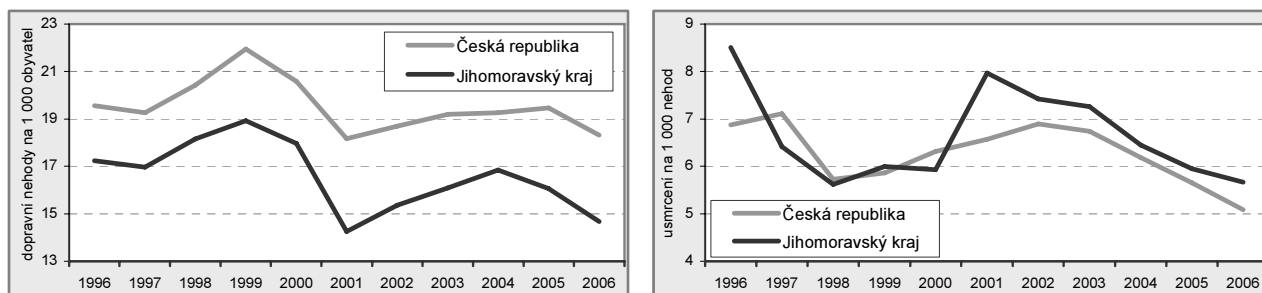 dopravní nehody na 1 000 obyvatel
23
21
19
17
15
13
Česká republika
Jihomoravský kraj
1996 1997 1998 1999 2000 2001 2002 2003 2004 2005 2006
usmrcení na 1 000 nehod
9
8
7
6
5
4
Česká republika
Jihomoravský kraj
1996 1997 1998 1999 2000 2001 2002 2003 2004 2005 2006